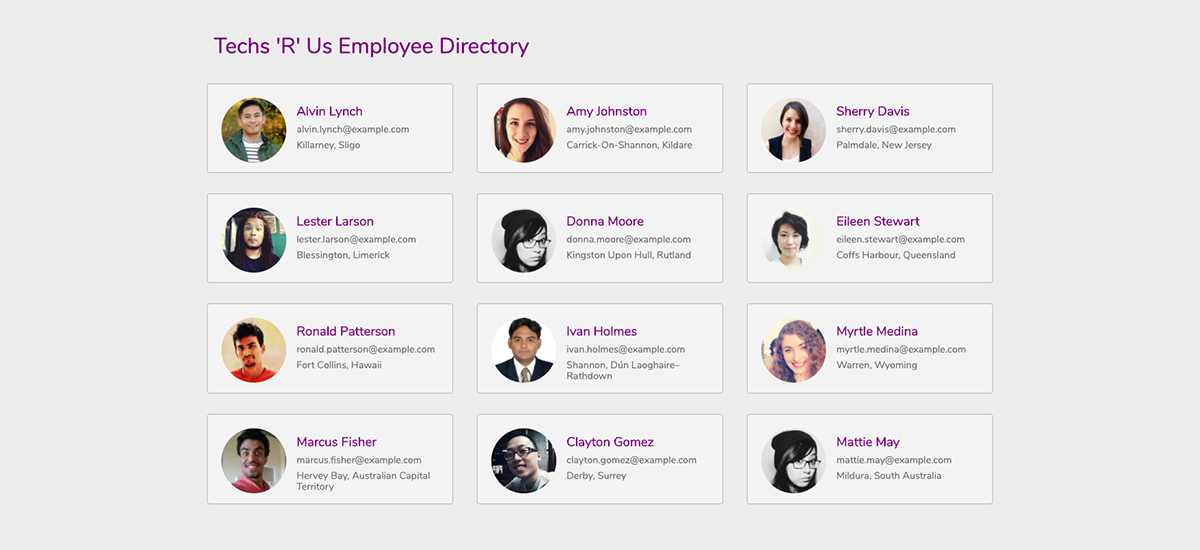 Techs 'R' Us Employee Directory
Alvin Lynch
alvin.lynch@example.com
Killarney, Sligo
Amy Johnston
amy.johnston@example.com
Carrick-On-Shannon, Kildare
Sherry Davis
sherry.davis@example.com
Palmdale, New Jersey
Lester Larson
lester.larson@example.com
Blessington, Limerick
Donna Moore
donna.moore@example.com
Kingston Upon Hull, Rutland
Eileen Stewart
eileen.stewart@example.com
Coffs Harbour, Queensland
Ronald Patterson
ronald.patterson@example.com
Fort Collins, Hawaii
Ivan Holmes
ivan.holmes@example.com
Shannon, Dún Laoghaire–
Rathdown
Myrtle Medina
myrtle.medina@example.com
Warren, Wyoming
Marcus Fisher
marcus.fisher@example.com
Hervey Bay, Australian Capital
Territory
Clayton Gomez
clayton.gomez@example.com
Derby, Surrey
Mattie May
mattie.may@example.com
Mildura, South Australia